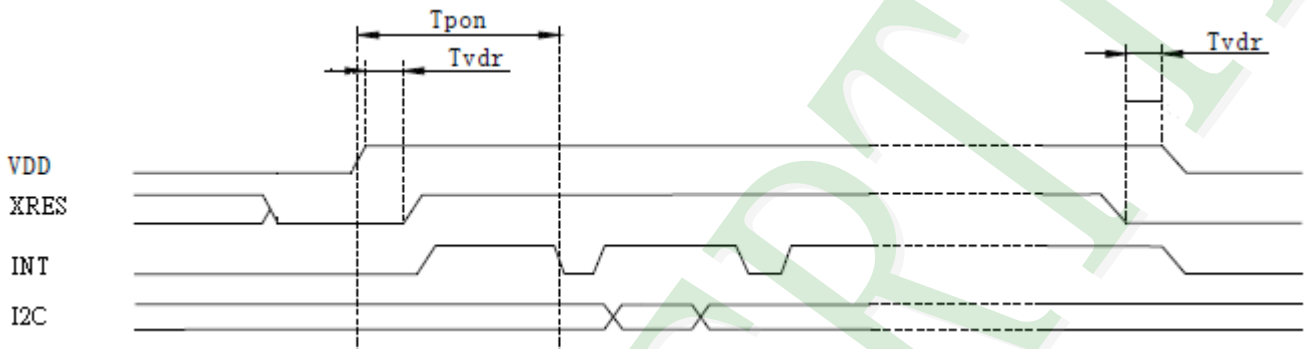 Tpon
Tvdr
Tvdr
VDD
XRES
INT
I2C